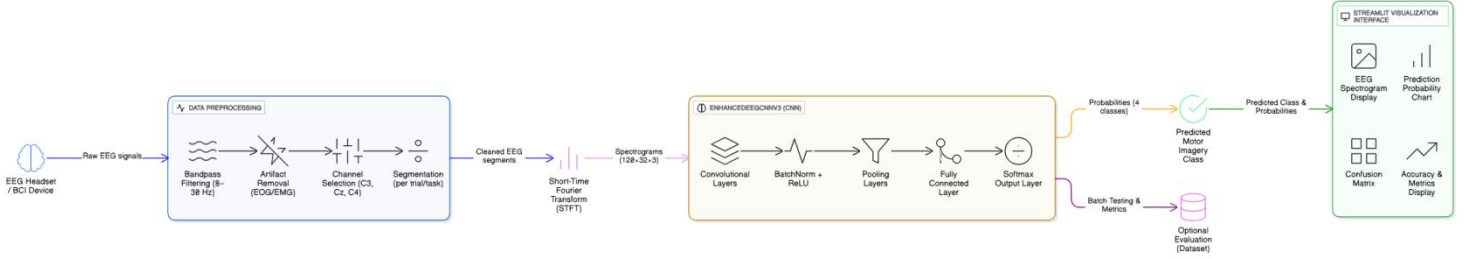 EEG Headset
/ BCI Device
Raw EEG signals
DATA PREPROCESSING
Bandpass
Filtering (8–
30 Hz)
Artifact
Removal
(EOG/EMG)
Channel
Selection (C3,
Cz, C4)
Segmentation
(per trial/task)
Cleaned EEG
segments
Short-Time
Fourier
Transform
(STFT)
Spectrograms
(120×32×3)
ENHANCEDEEGCNNV3 (CNN)
Convolutional
Layers
BatchNorm +
ReLU
Pooling
Layers
Fully
Connected
Layer
Softmax
Output Layer
Probabilities (4
classes)
Predicted
Motor
Imagery
Class
Batch Testing &
Metrics
Optional
Evaluation
(Dataset)
Predicted Class &
Probabilities
STREAMLIT VISUALIZATION
INTERFACE
EEG
Spectrogram
Display
Prediction
Probability
Chart
Confusion
Matrix
Accuracy &
Metrics
Display